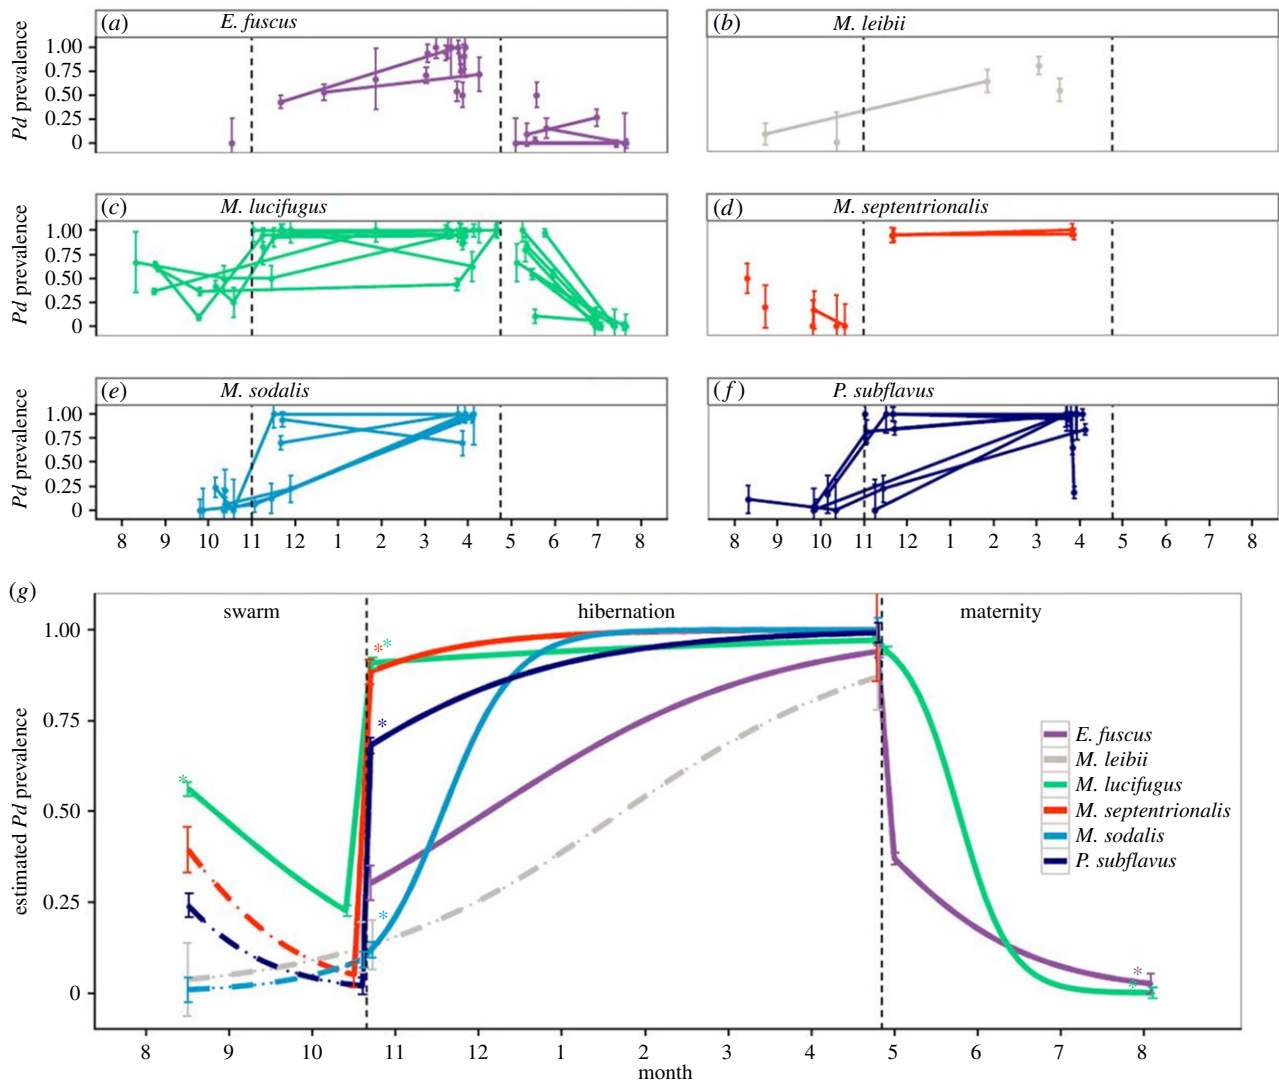 (a) E. fuscus
(b) M. leibii
Pd prevalence
1.00
0.75
0.50
0.25
0
(c) M. lucifugus
(d) M. septentrionalis
Pd prevalence
1.00
0.75
0.50
0.25
0
(e) M. sodalis
(f) P. subflavus
Pd prevalence
1.00
0.75
0.50
0.25
0
8 9 10 11 12 1 2 3 4 5 6 7 8
8 9 10 11 12 1 2 3 4 5 6 7 8
(g)
swarm hibernation maternity
estimated Pd prevalence
1.00
0.75
0.50
0.25
0
* *
*
*
*
*
*
E. fuscus
M. leibii
M. lucifugus
M. septentrionalis
M. sodalis
P. subflavus
8 9 10 11 12 1 2 3 4 5 6 7 8
month